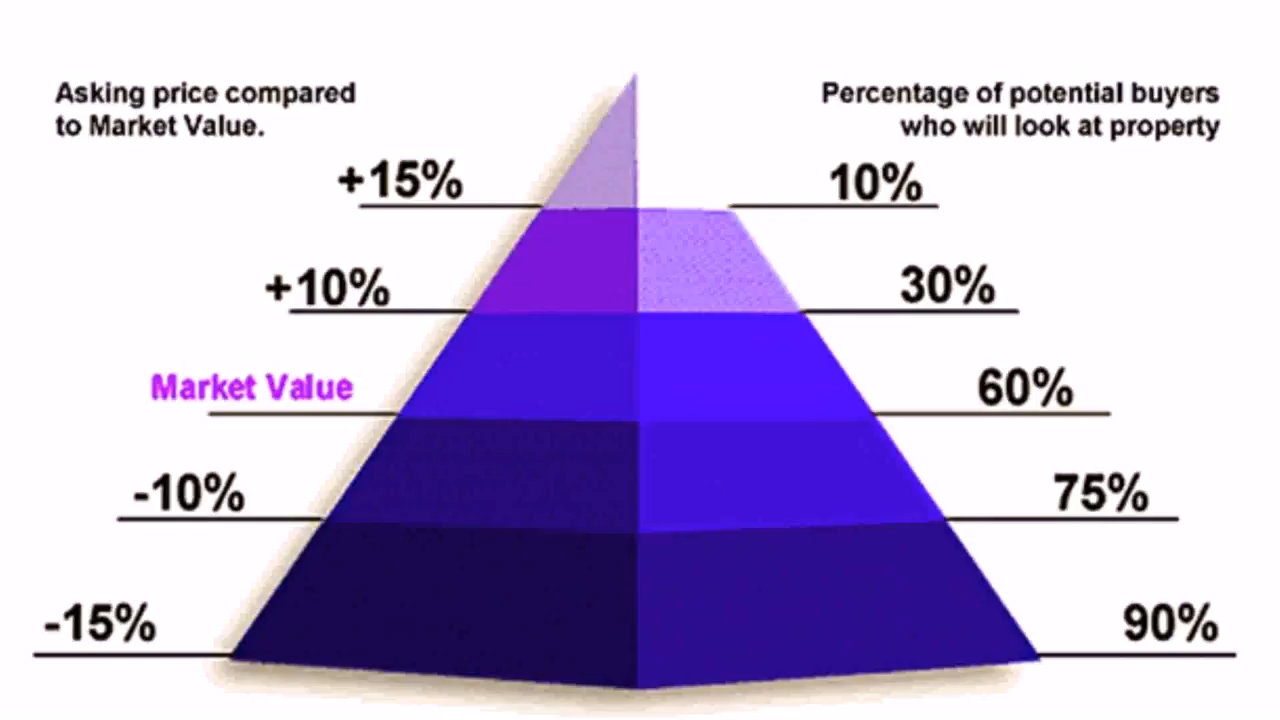 Asking price compared
to Market Value.
Percentage of potential buyers
who will look at property
+15%
10%
+10%
30%
Market Value
60%
-10%
75%
-15%
90%